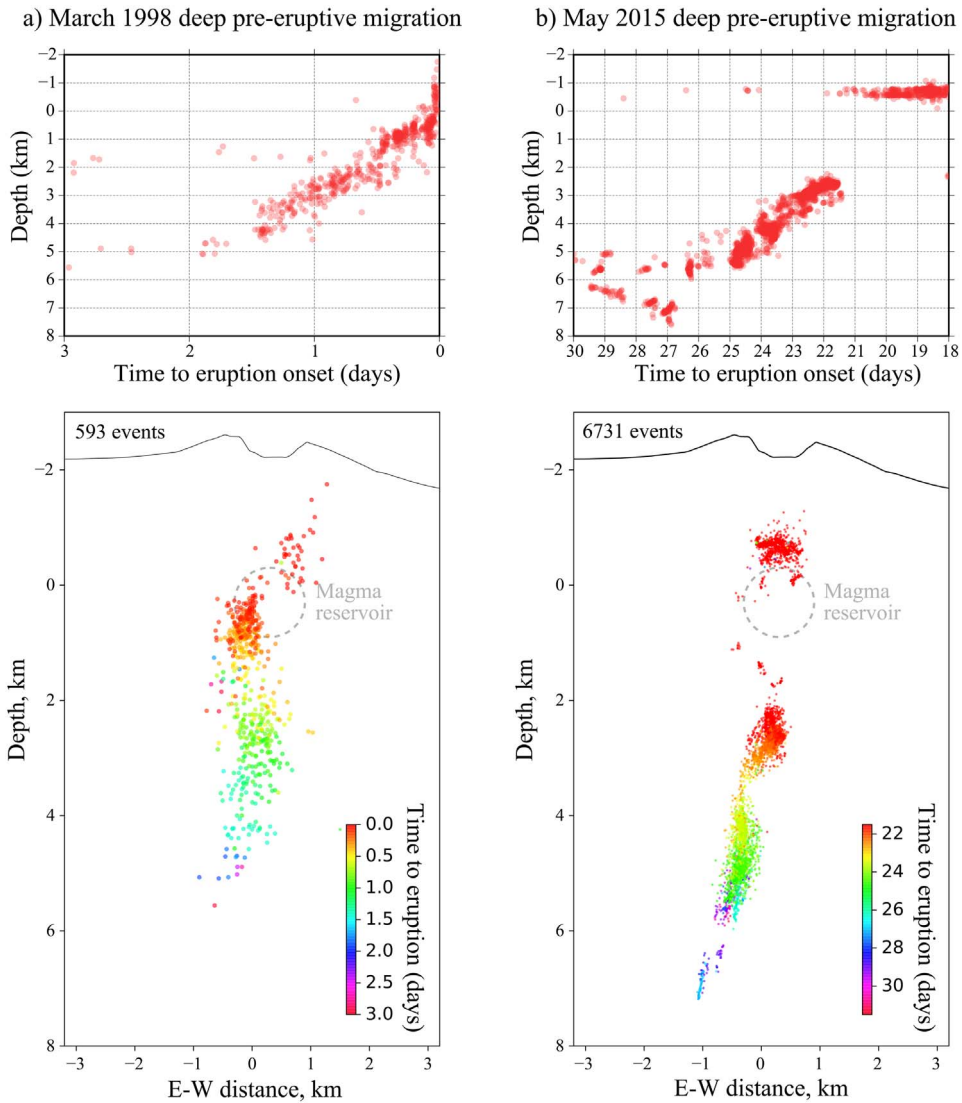 a) March 1998 deep pre-eruptive migration
b) May 2015 deep pre-eruptive migration
−2
−1
0
1
2
3
4
5
6
7
8
Depth (km)
3
2
1
0
Time to eruption onset (days)
−2
−1
0
1
2
3
4
5
6
7
8
Depth (km)
30 29 28 27 26 25 24 23 22 21 20 19 18
Time to eruption onset (days)
593 events
−2
0
2
4
6
8
Depth, km
Magma
reservoir
0.0
0.5
1.0
1.5
2.0
2.5
3.0
Time to eruption (days)
−3 −2 −1 0 1 2 3
E-W distance, km
6731 events
−2
0
2
4
6
8
Depth, km
Magma
reservoir
22
24
26
28
30
Time to eruption (days)
−3 −2 −1 0 1 2 3
E-W distance, km